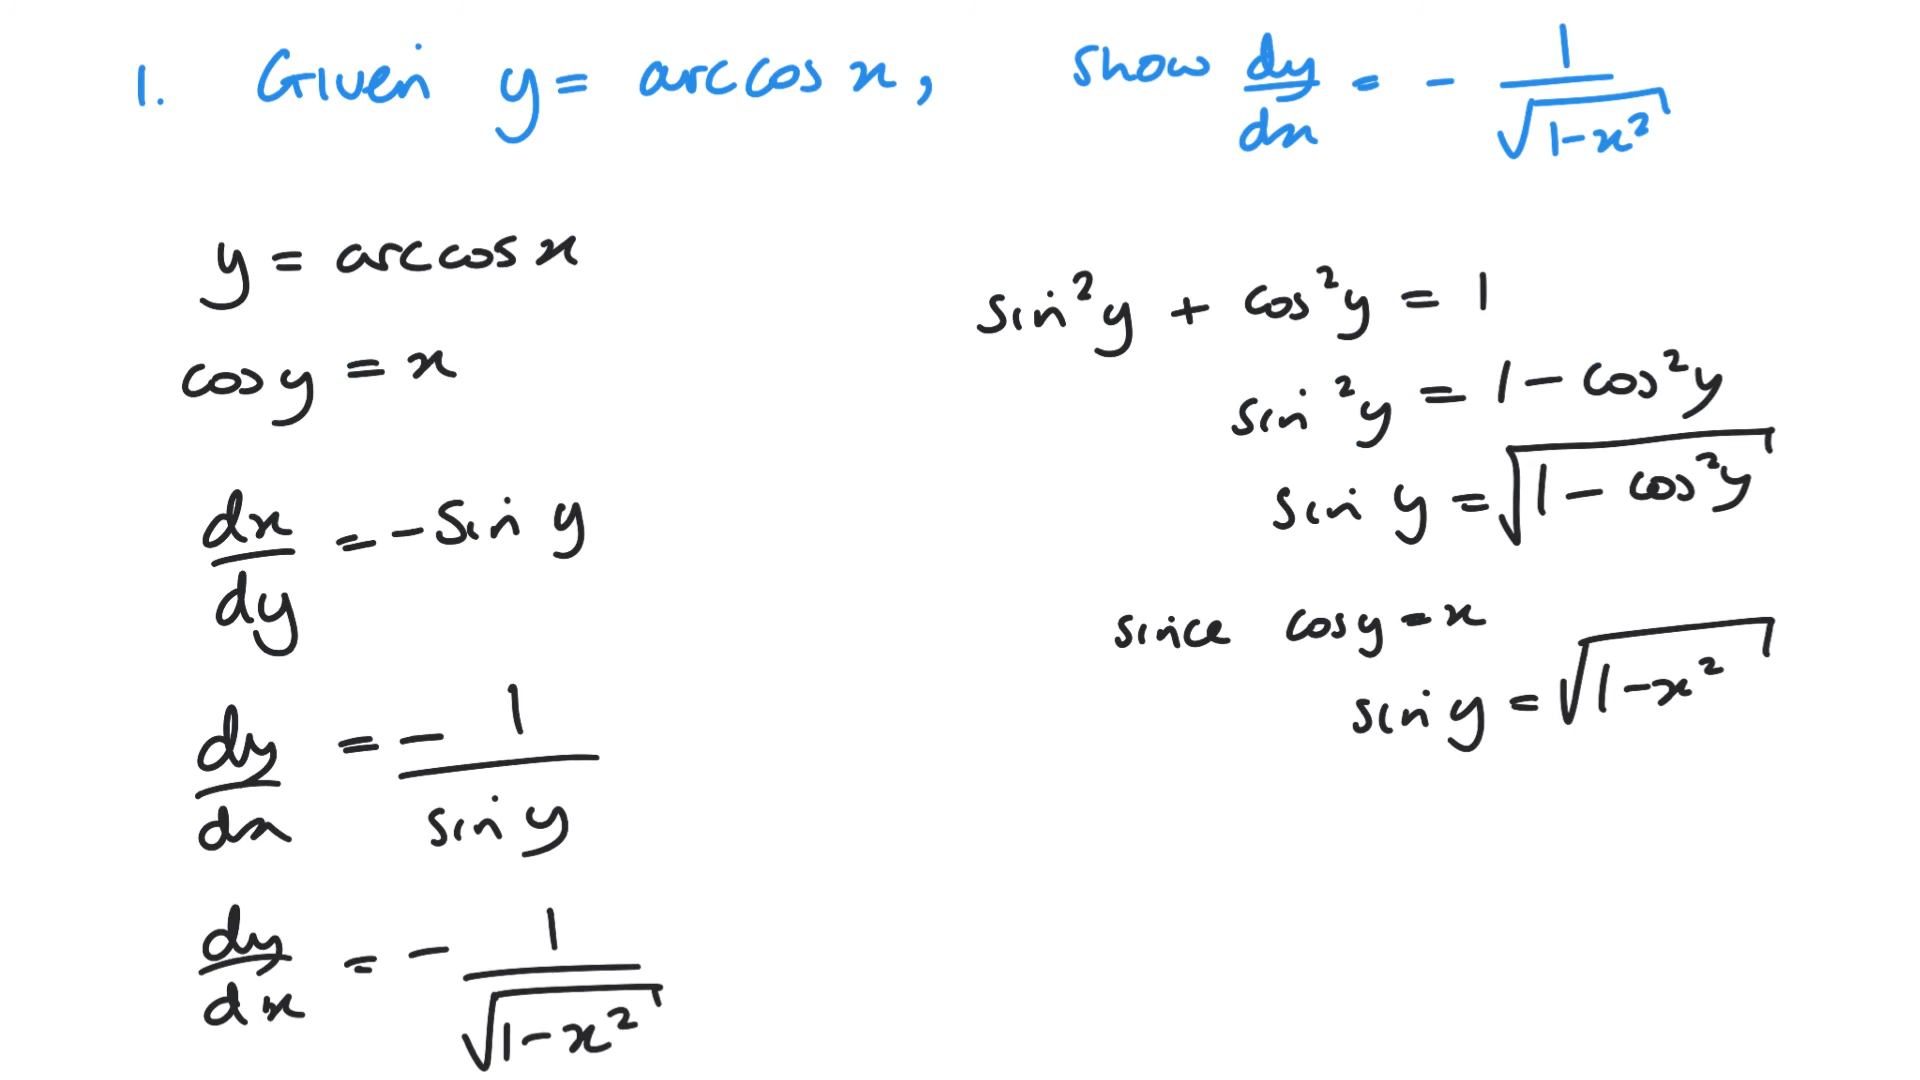 1. Given y = arccos x, show dy/dx = - 1/√(1-x²)
y = arccos x
cos y = x
dx/dy = - sin y
dy/dx = - 1/sin y
dy/dx = - 1/√(1-x²)
sin²y + cos²y = 1
sin²y = 1 - cos²y
sin y = √(1 - cos²y)
since cos y = x
sin y = √(1-x²)